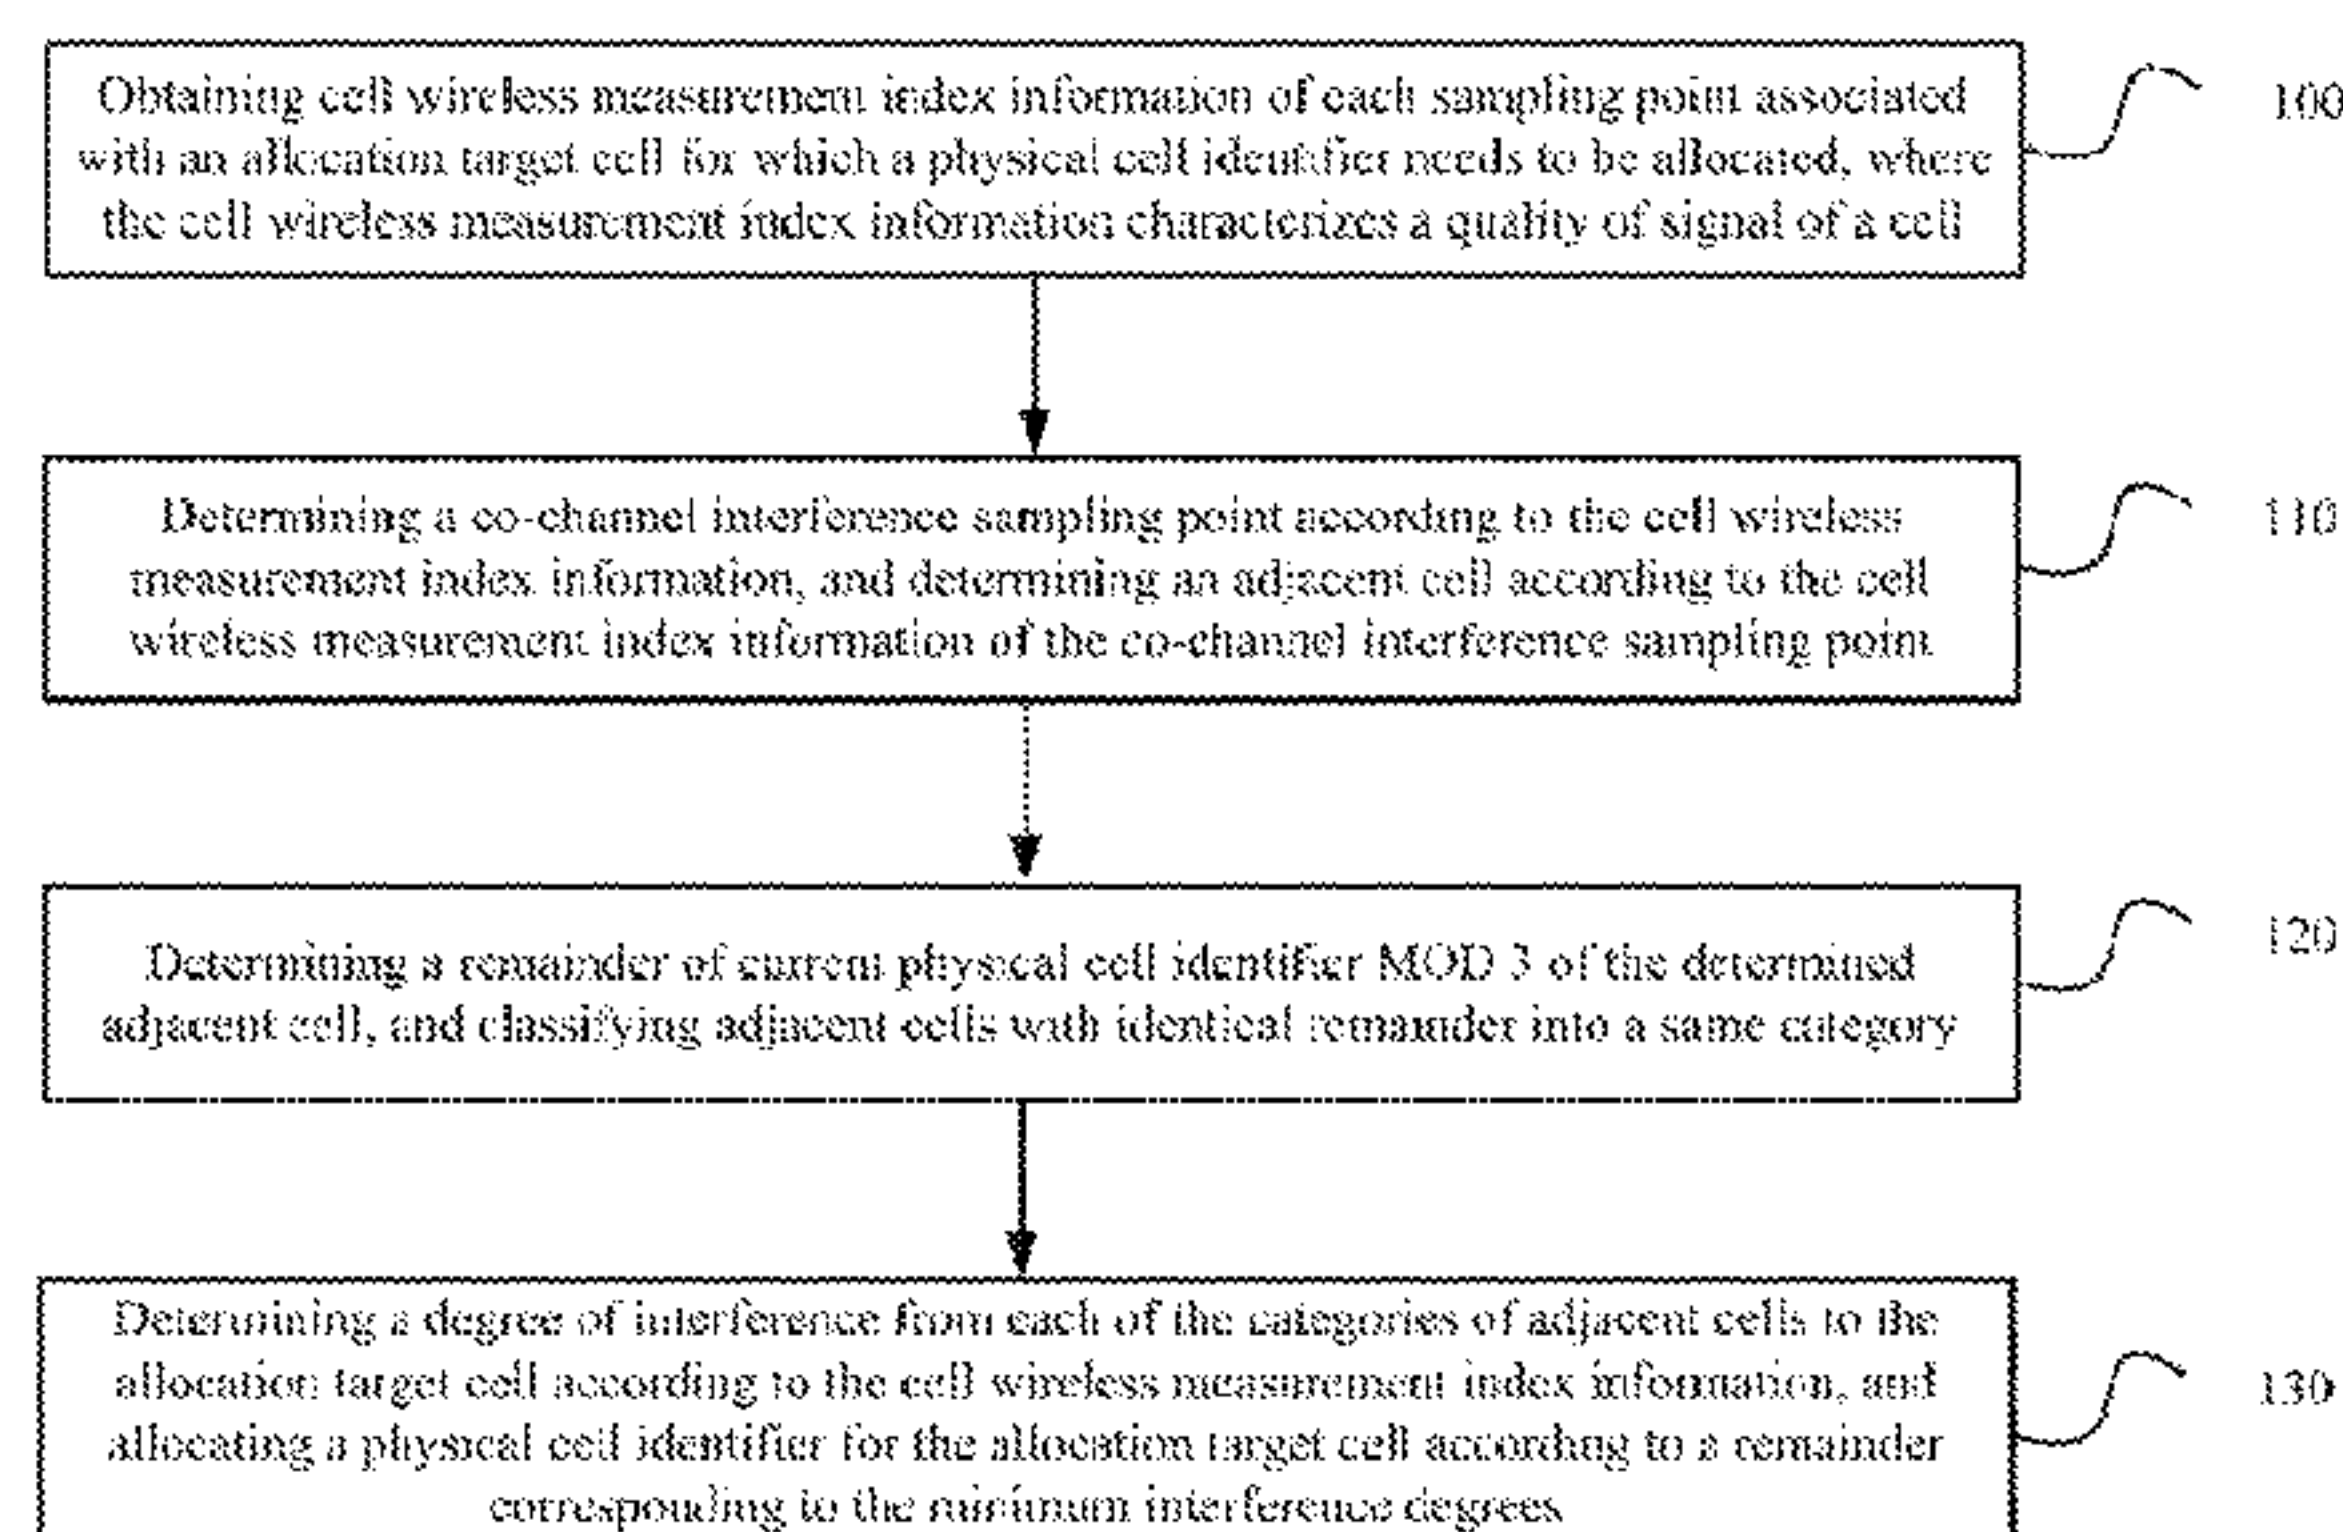 Obtaining cell wireless measurement index information of each sampling point associated
with an allocation target cell for which a physical cell identifier needs to be allocated, where
the cell wireless measurement index information characterizes a quality of signal of a cell
100
Determining a co-channel interference sampling point according to the cell wireless
measurement index information, and determining an adjacent cell according to the cell
wireless measurement index information of the co-channel interference sampling point
110
Determining a remainder of current physical cell identifier MOD 3 of the determined
adjacent cell, and classifying adjacent cells with identical remainder into a same category
120
Determining a degree of interference from each of the categories of adjacent cells to the
allocation target cell according to the cell wireless measurement index information, and
allocating a physical cell identifier for the allocation target cell according to a remainder
corresponding to the minimum interference degrees
130